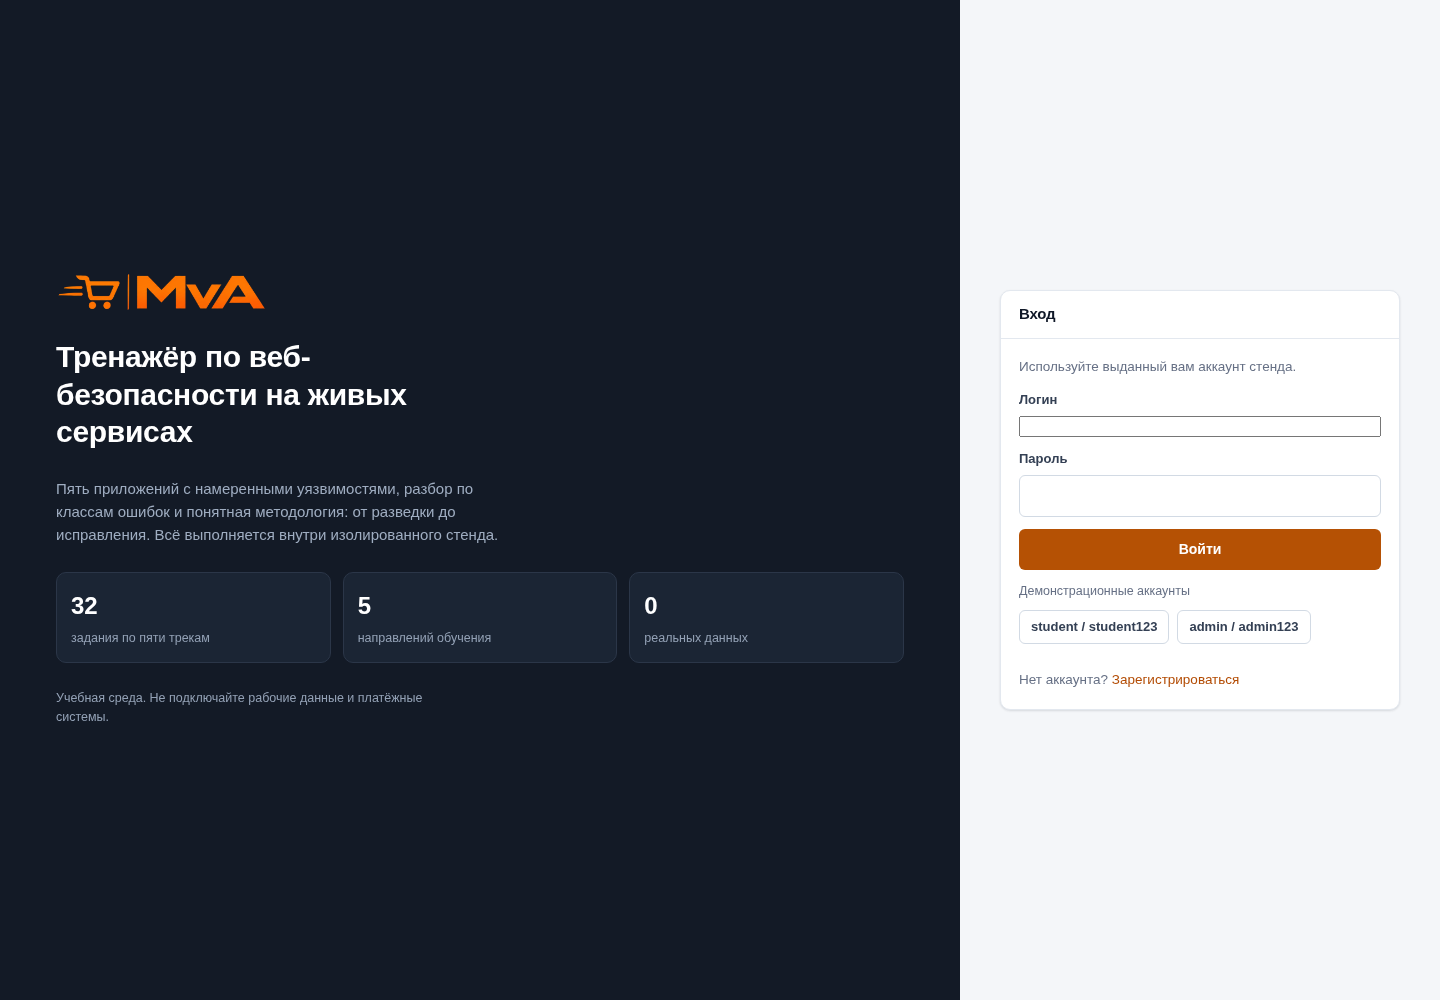 MvA
Тренажёр по веб-
безопасности на живых
сервисах
Пять приложений с намеренными уязвимостями, разбор по
классам ошибок и понятная методология: от разведки до
исправления. Всё выполняется внутри изолированного стенда.
32
задания по пяти трекам
5
направлений обучения
0
реальных данных
Учебная среда. Не подключайте рабочие данные и платёжные
системы.
Вход
Используйте выданный вам аккаунт стенда.
Логин
Пароль
Войти
Демонстрационные аккаунты
student / student123
admin / admin123
Нет аккаунта? Зарегистрироваться